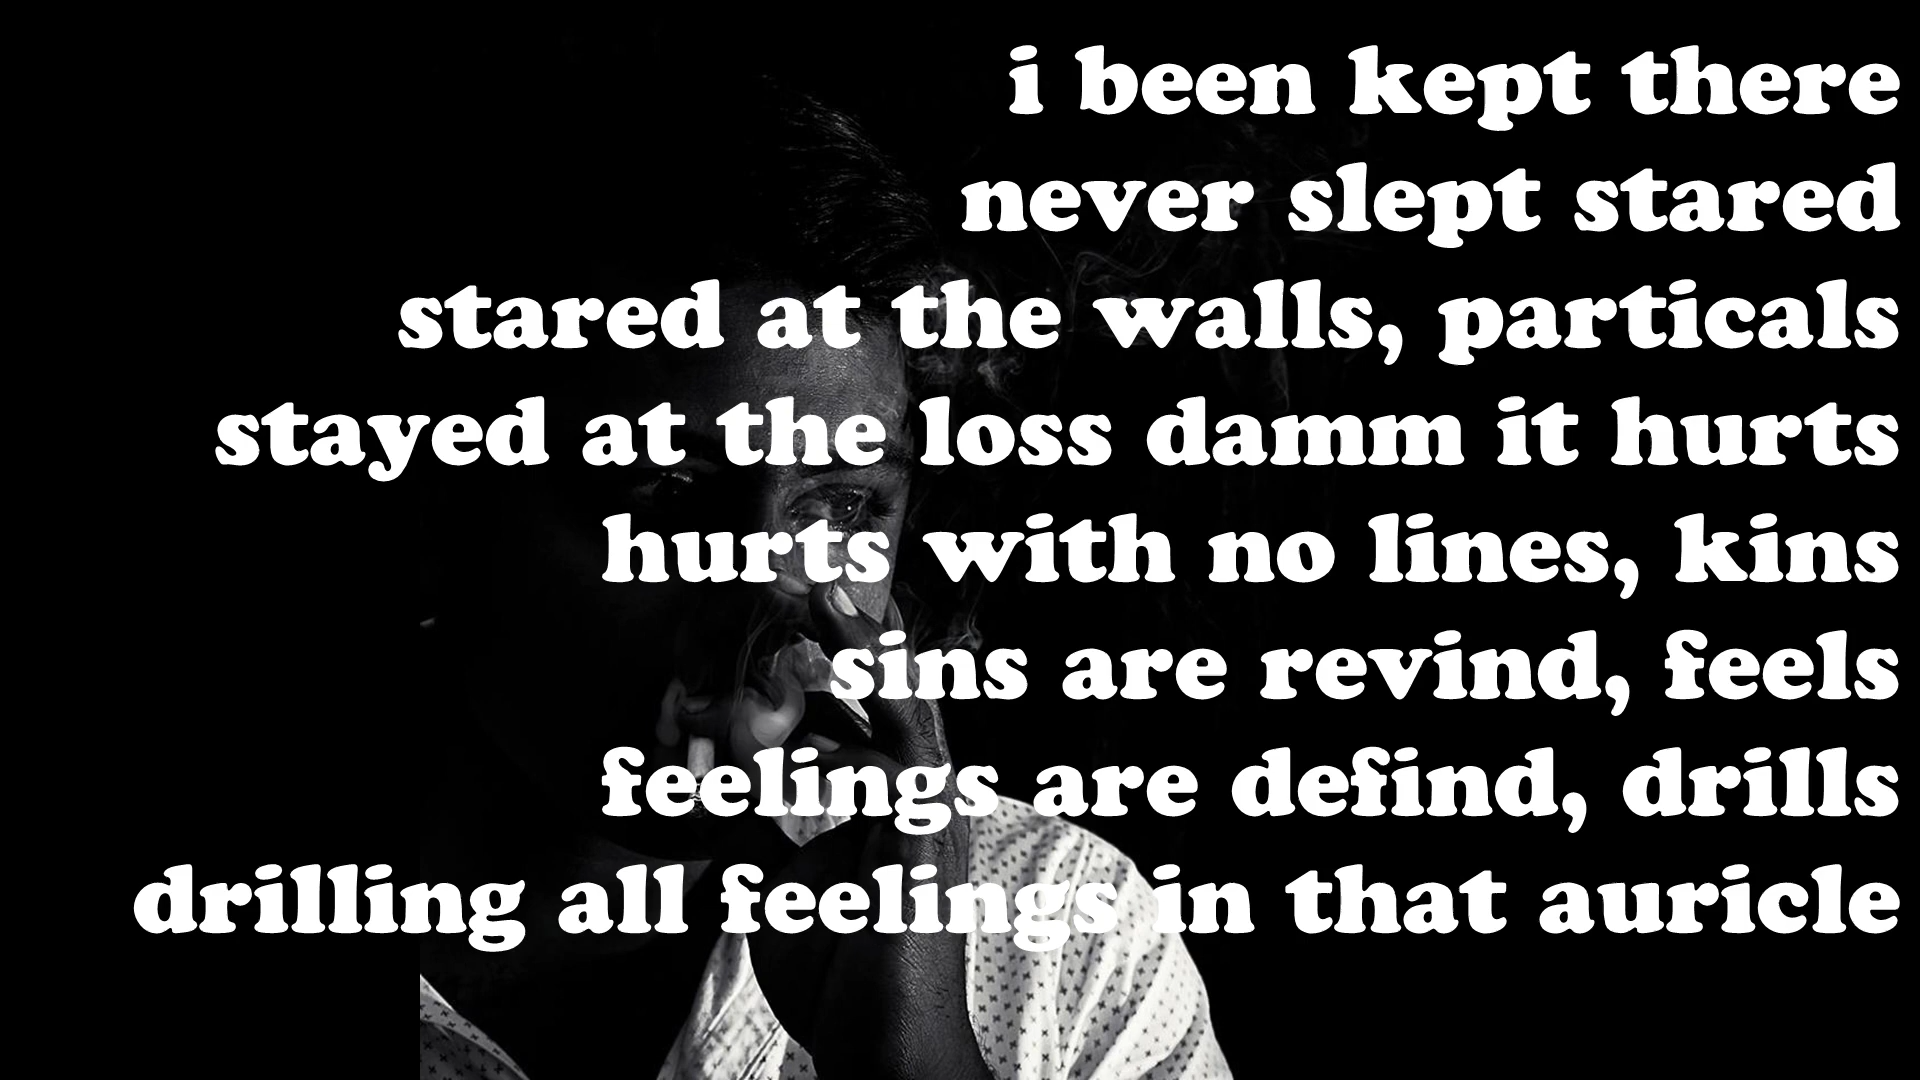 i been kept there
never slept stared
stared at the walls, particals
stayed at the loss damm it hurts
hurts with no lines, kins
sins are revind, feels
feelings are defind, drills
drilling all feelings in that auricle